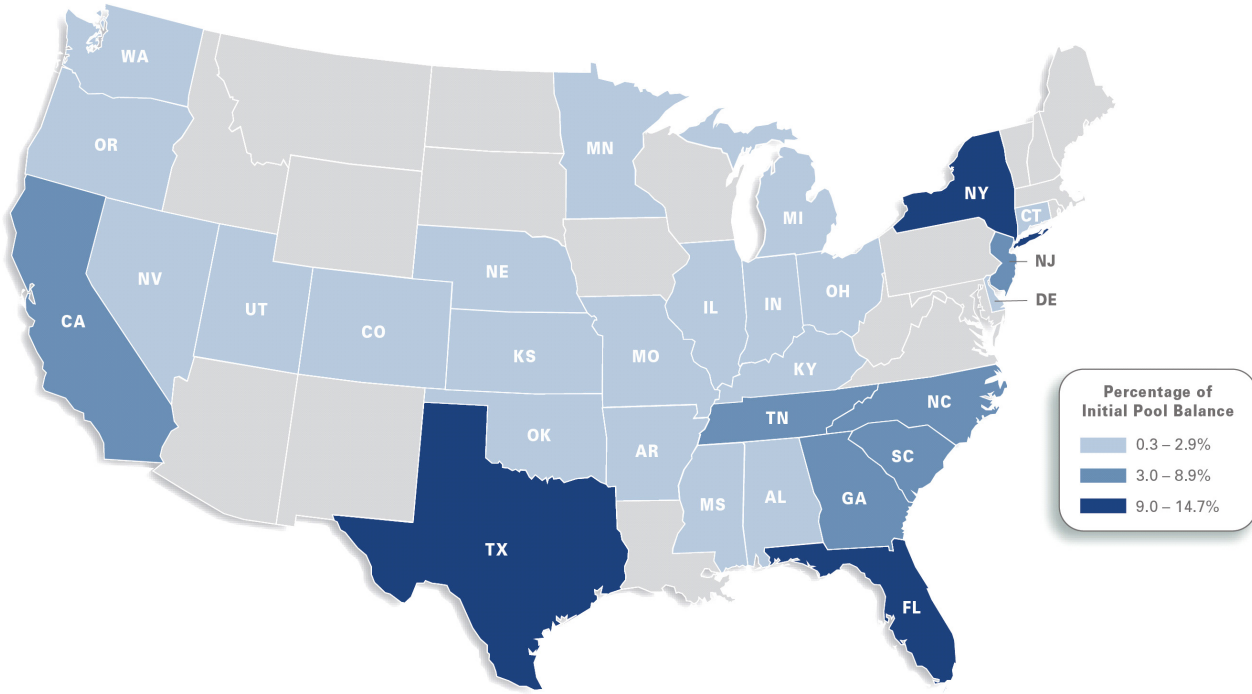 WA
OR
MN
NY
MI
CT
NV
NE
NJ
UT
IL
IN
OH
DE
CA
CO
KS
MO
KY
Percentage of
Initial Pool Balance
0.3 – 2.9%
3.0 – 8.9%
9.0 – 14.7%
TN
NC
OK
AR
SC
MS
AL
GA
TX
FL